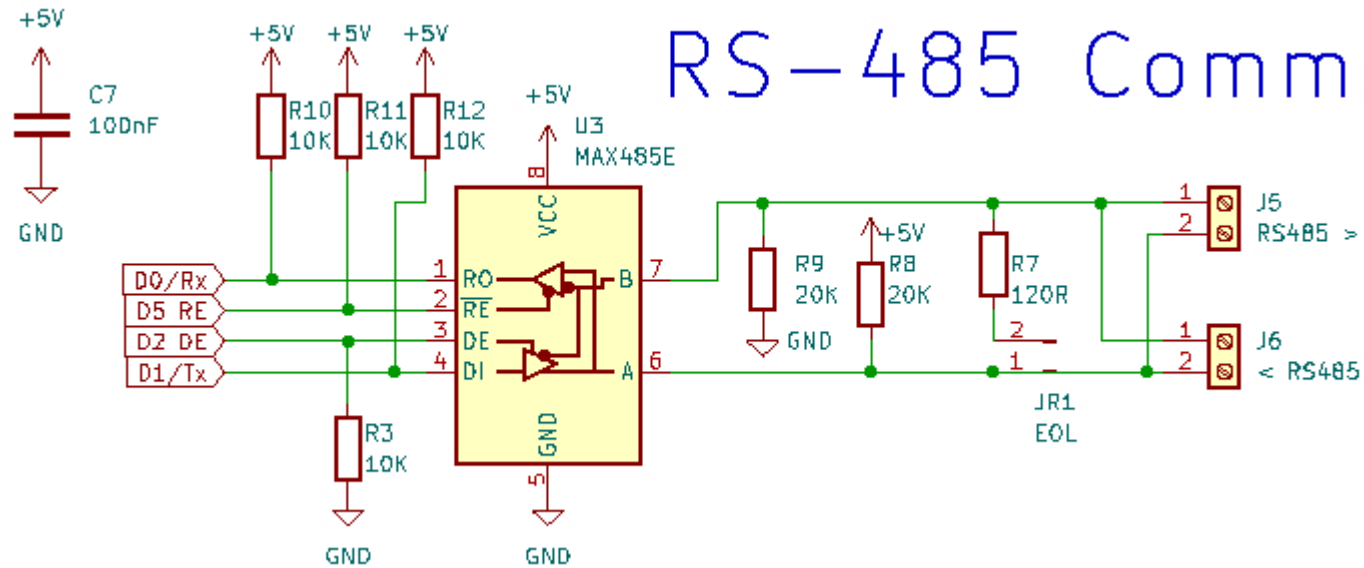 RS-485 Comm
+5V
C7
100nF
GND
+5V
R10
10K
+5V
R11
10K
+5V
R12
10K
+5V
U3
MAX485E
8
VCC
D0/Rx
D5 RE
D2 DE
D1/Tx
1
2
3
4
RO
RE
DE
DI
B
A
7
6
GND
5
GND
R3
10K
GND
R9
20K
GND
+5V
R8
20K
R7
120R
2
1
JR1
EOL
1
2
J5
RS485 >
1
2
J6
< RS485